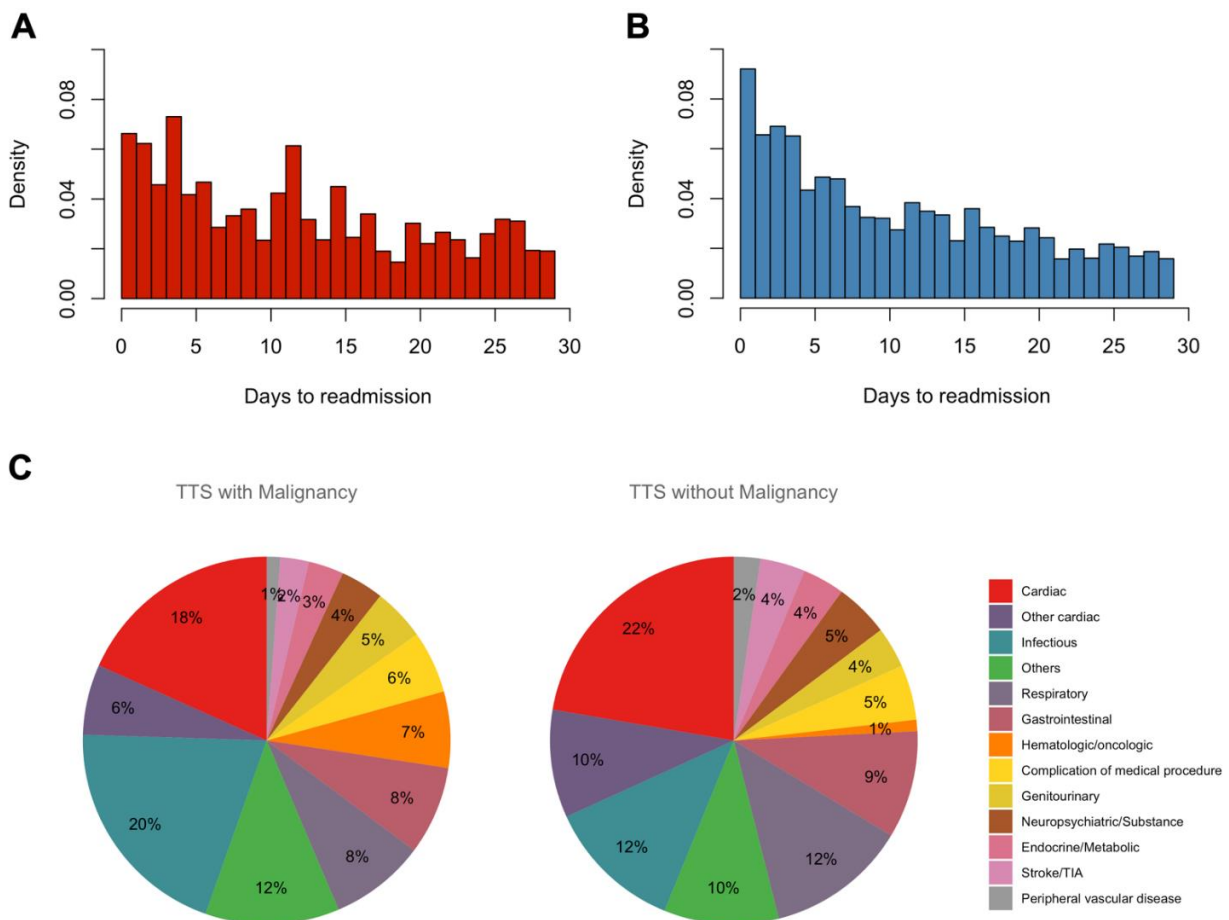 A
B
0.08
0.04
0.00
Density
0 5 10 15 20 25 30
Days to readmission
0.08
0.04
0.00
Density
0 5 10 15 20 25 30
Days to readmission
C
TTS with Malignancy
1%
2%
3%
4%
5%
6%
7%
8%
8%
12%
20%
6%
18%
TTS without Malignancy
2%
4%
4%
5%
4%
5%
1%
9%
12%
10%
12%
10%
22%
Cardiac
Other cardiac
Infectious
Others
Respiratory
Gastrointestinal
Hematologic/oncologic
Complication of medical procedure
Genitourinary
Neuropsychiatric/Substance
Endocrine/Metabolic
Stroke/TIA
Peripheral vascular disease